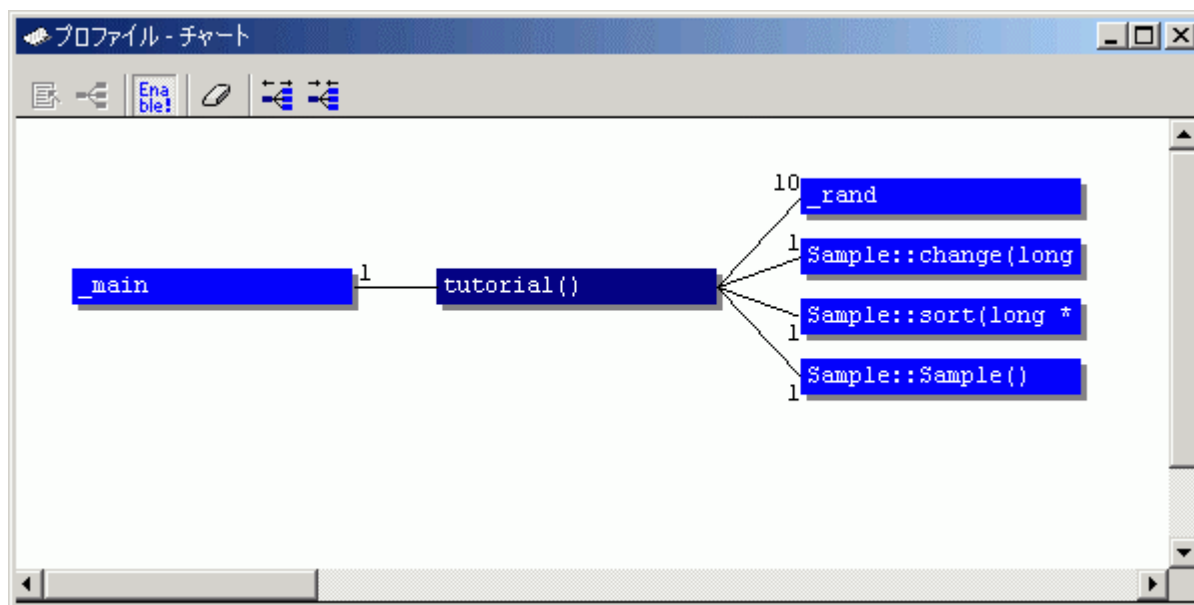 プロファイル - チャート
Ena
ble!
10
_rand
1
Sample::change(long
_main
1
tutorial()
Sample::sort(long *
1
Sample::Sample()
1